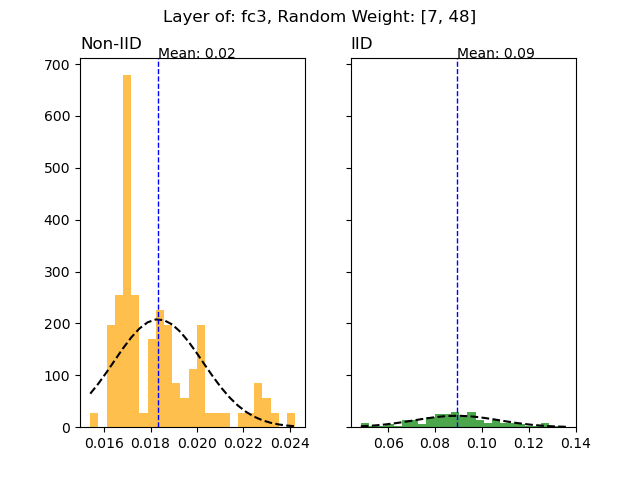 Layer of: fc3, Random Weight: [7, 48]
Non-IID
IID
Mean: 0.02
Mean: 0.09
700
600
500
400
300
200
100
0
0.016 0.018 0.020 0.022 0.024
0.06 0.08 0.10 0.12 0.14